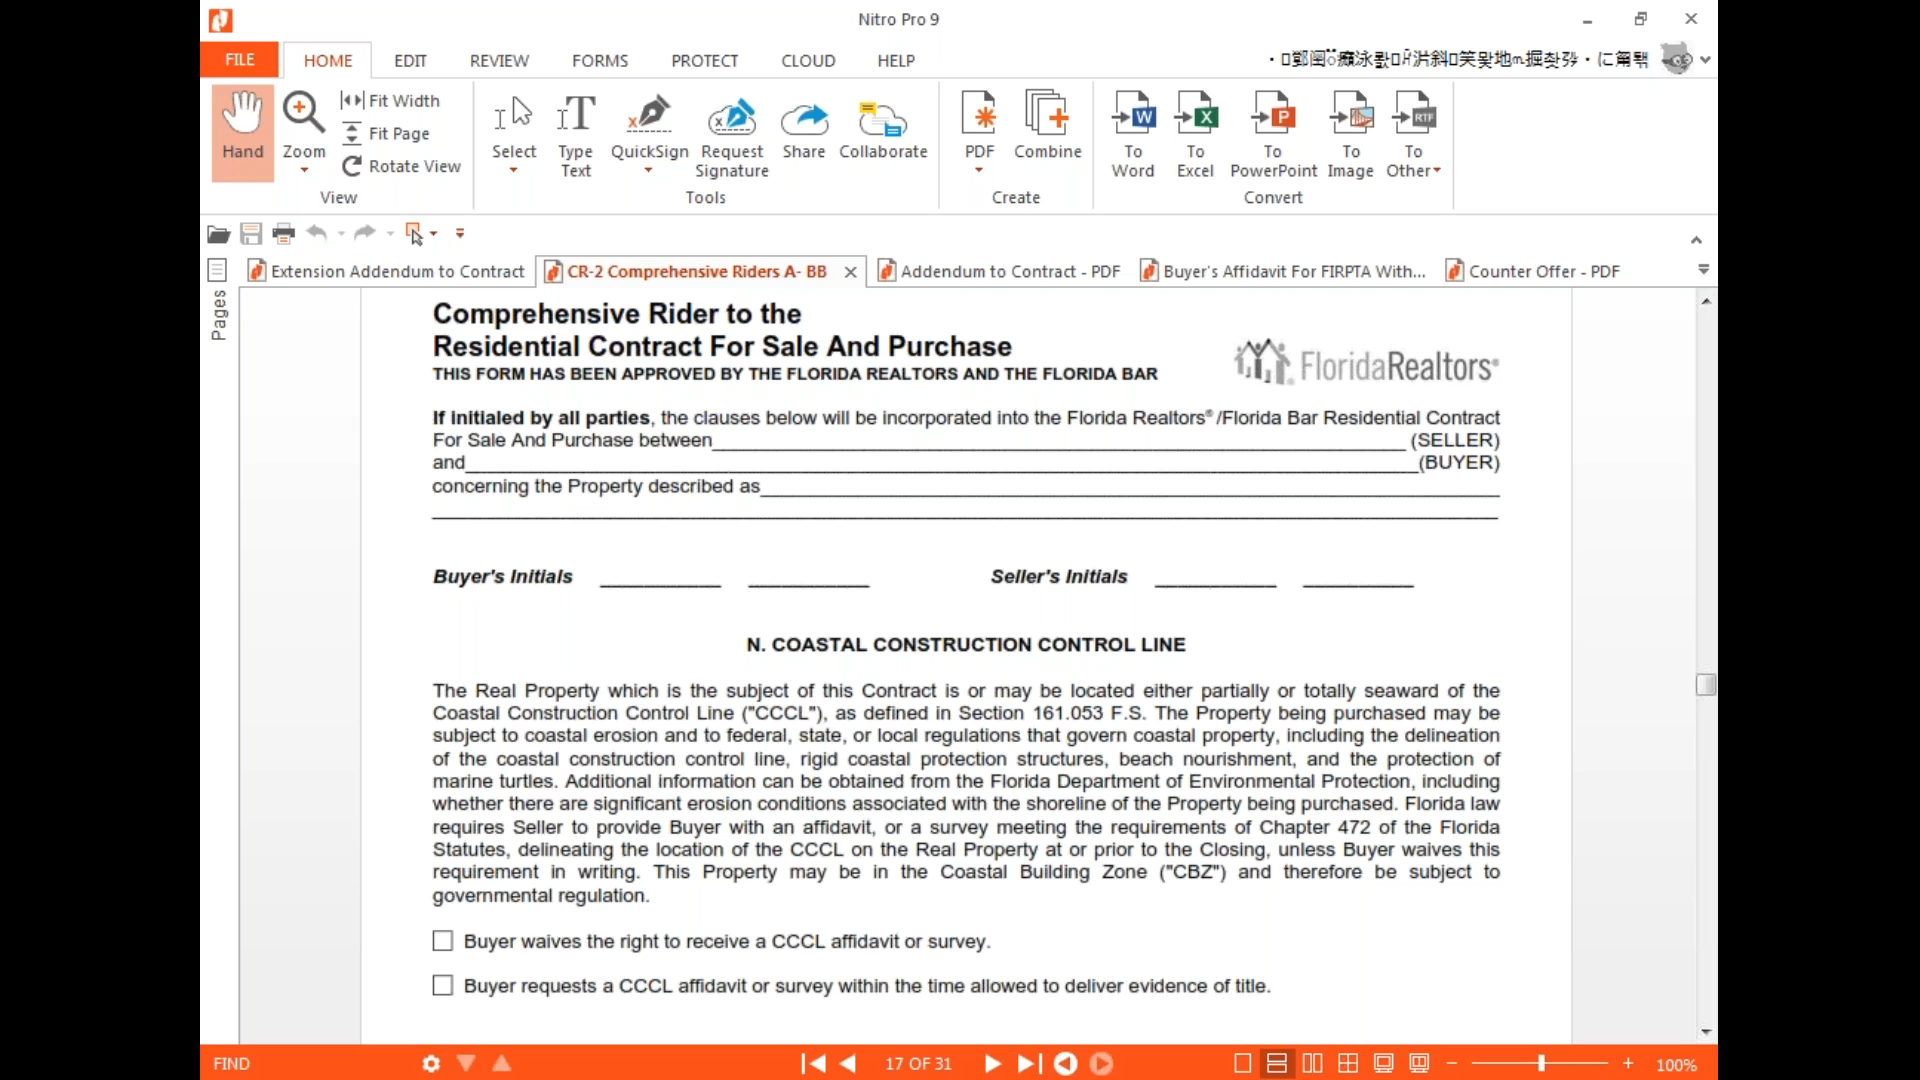 Nitro Pro 9
FILE HOME EDIT REVIEW FORMS PROTECT CLOUD HELP
Hand Zoom Fit Width Fit Page Rotate View
View
Select Type Text QuickSign Request Signature Share Collaborate
Tools
PDF Combine
Create
To Word To Excel To PowerPoint To Image To Other
Convert
Extension Addendum to Contract CR-2 Comprehensive Riders A- BB Addendum to Contract - PDF Buyer's Affidavit For FIRPTA With... Counter Offer - PDF
Pages
Comprehensive Rider to the
Residential Contract For Sale And Purchase
THIS FORM HAS BEEN APPROVED BY THE FLORIDA REALTORS AND THE FLORIDA BAR
FloridaRealtors®
If initialed by all parties, the clauses below will be incorporated into the Florida Realtors®/Florida Bar Residential Contract
For Sale And Purchase between (SELLER)
and (BUYER)
concerning the Property described as
Buyer's Initials Seller's Initials
N. COASTAL CONSTRUCTION CONTROL LINE
The Real Property which is the subject of this Contract is or may be located either partially or totally seaward of the
Coastal Construction Control Line ("CCCL"), as defined in Section 161.053 F.S. The Property being purchased may be
subject to coastal erosion and to federal, state, or local regulations that govern coastal property, including the delineation
of the coastal construction control line, rigid coastal protection structures, beach nourishment, and the protection of
marine turtles. Additional information can be obtained from the Florida Department of Environmental Protection, including
whether there are significant erosion conditions associated with the shoreline of the Property being purchased. Florida law
requires Seller to provide Buyer with an affidavit, or a survey meeting the requirements of Chapter 472 of the Florida
Statutes, delineating the location of the CCCL on the Real Property at or prior to the Closing, unless Buyer waives this
requirement in writing. This Property may be in the Coastal Building Zone ("CBZ") and therefore be subject to
governmental regulation.
Buyer waives the right to receive a CCCL affidavit or survey.
Buyer requests a CCCL affidavit or survey within the time allowed to deliver evidence of title.
FIND 17 OF 31 100%